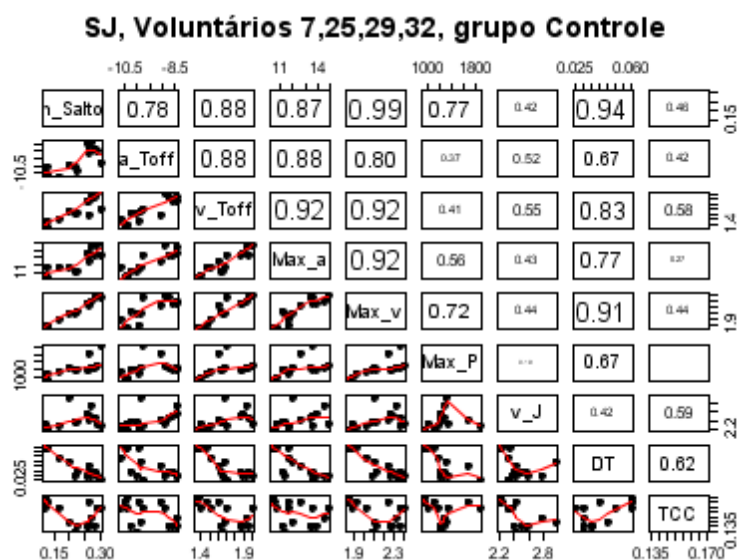 SJ, Voluntários 7,25,29,32, grupo Controle
-10.5 -8.5 11 14 1000 1800 0.025 0.060
h_Salto 0.78 0.88 0.87 0.99 0.77 0.42 0.94 0.46 0.15
-10.5 a_Toff 0.88 0.88 0.80 0.37 0.52 0.67 0.42
v_Toff 0.92 0.92 0.41 0.55 0.83 0.58 1.4
11 Max_a 0.92 0.56 0.43 0.77 0.27
Max_v 0.72 0.44 0.91 0.44 1.9
1000 Max_P 0.67
v_J 0.42 0.59 2.2
0.025 DT 0.62
TCC 0.135
0.15 0.30 1.4 1.9 1.9 2.3 2.2 2.8 0.135 0.170